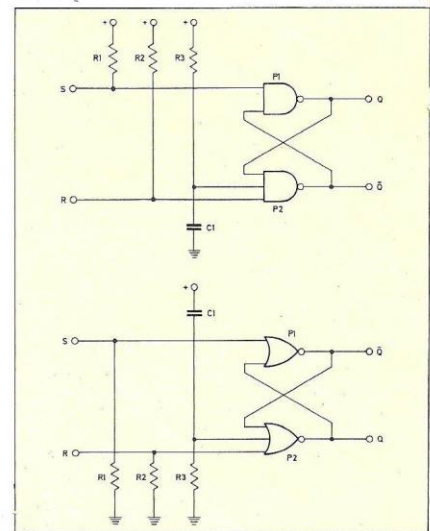 + + +
R1 R2 R3
P1
S Q
R Q̄
P2
C1
+
C1
P1
S Q̄
R Q
P2
R1 R2 R3